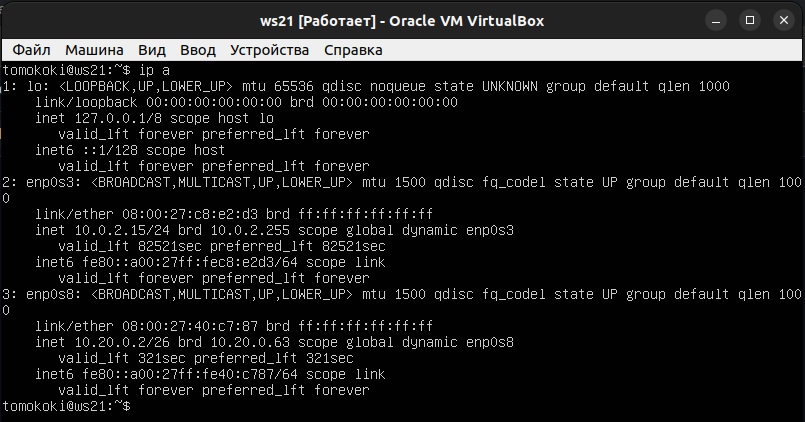 ws21 [Работает] - Oracle VM VirtualBox
Файл Машина Вид Ввод Устройства Справка
tomokoki@ws21:~$ ip a
1: lo: <LOOPBACK,UP,LOWER_UP> mtu 65536 qdisc noqueue state UNKNOWN group default qlen 1000
    link/loopback 00:00:00:00:00:00 brd 00:00:00:00:00:00
    inet 127.0.0.1/8 scope host lo
       valid_lft forever preferred_lft forever
    inet6 ::1/128 scope host
       valid_lft forever preferred_lft forever
2: enp0s3: <BROADCAST,MULTICAST,UP,LOWER_UP> mtu 1500 qdisc fq_codel state UP group default qlen 100
0
    link/ether 08:00:27:c8:e2:d3 brd ff:ff:ff:ff:ff:ff
    inet 10.0.2.15/24 brd 10.0.2.255 scope global dynamic enp0s3
       valid_lft 82521sec preferred_lft 82521sec
    inet6 fe80::a00:27ff:fec8:e2d3/64 scope link
       valid_lft forever preferred_lft forever
3: enp0s8: <BROADCAST,MULTICAST,UP,LOWER_UP> mtu 1500 qdisc fq_codel state UP group default qlen 100
0
    link/ether 08:00:27:40:c7:87 brd ff:ff:ff:ff:ff:ff
    inet 10.20.0.2/26 brd 10.20.0.63 scope global dynamic enp0s8
       valid_lft 321sec preferred_lft 321sec
    inet6 fe80::a00:27ff:fe40:c787/64 scope link
       valid_lft forever preferred_lft forever
tomokoki@ws21:~$